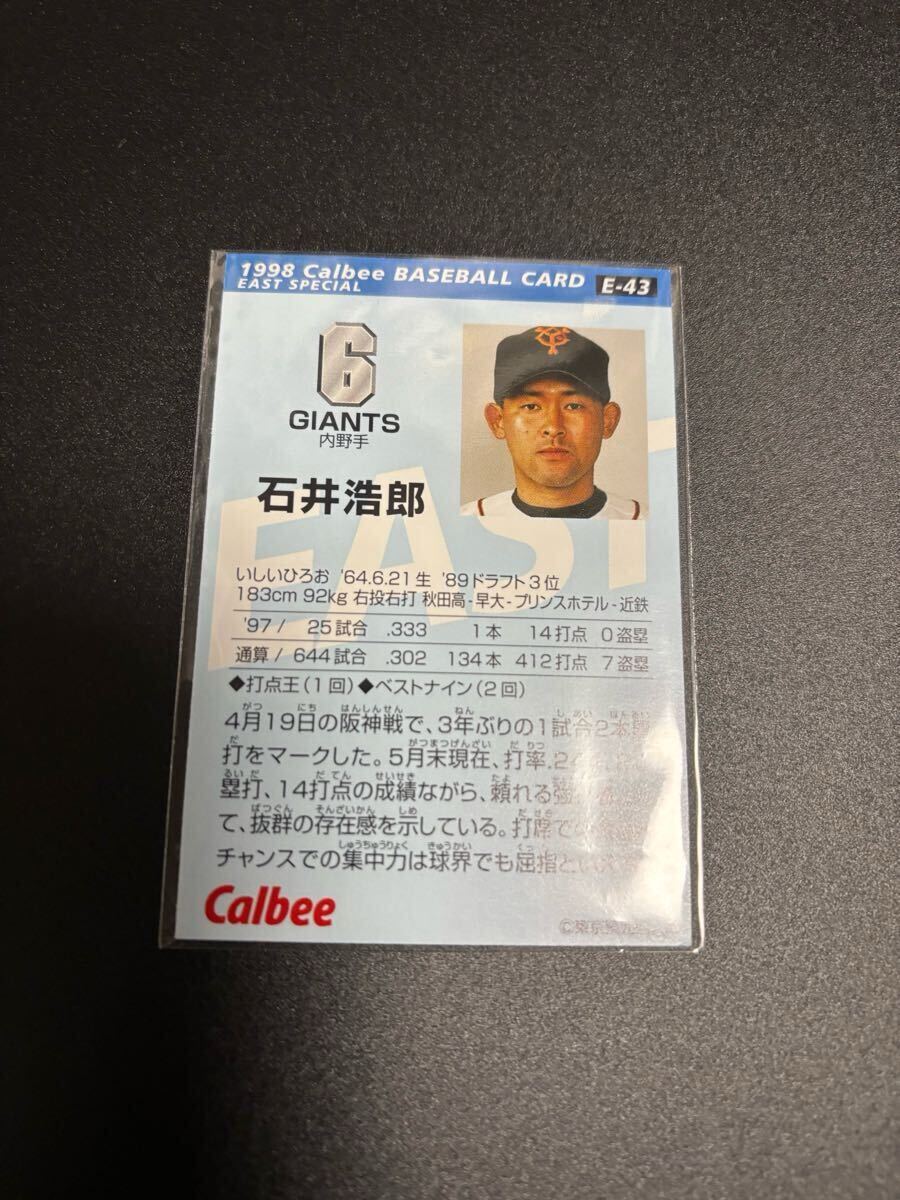 1998 Calbee BASEBALL CARD E-43
EAST SPECIAL
6
GIANTS
内野手
石井浩郎
EAST
いしいひろお '64.6.21生 '89ドラフト3位
183cm 92kg 右投右打 秋田高-早大-プリンスホテル-近鉄
'97/ 25試合 .333 1本 14打点 0盗塁
通算/ 644試合 .302 134本 412打点 7盗塁
◆打点王(1回)◆ベストナイン(2回)
4月19日の阪神戦で、3年ぶりの1試合2本塁
打をマークした。5月末現在、打率.24
塁打、14打点の成績ながら、頼れる
て、抜群の存在感を示している。打席での
チャンスでの集中力は球界でも屈指と
Calbee